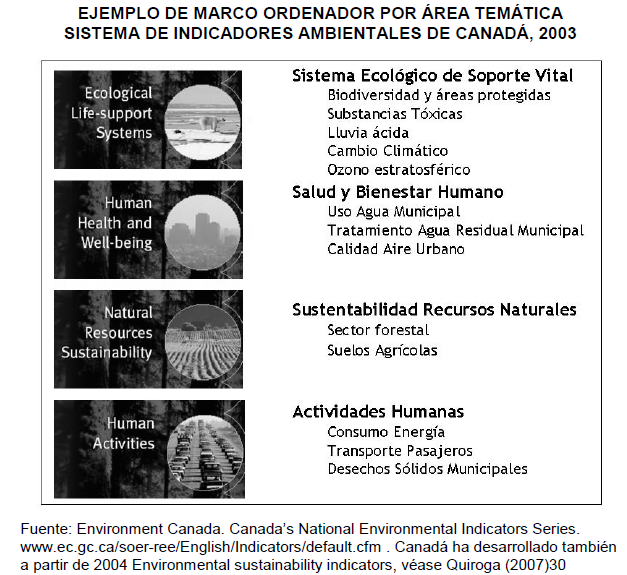 EJEMPLO DE MARCO ORDENADOR POR ÁREA TEMÁTICA
SISTEMA DE INDICADORES AMBIENTALES DE CANADÁ, 2003
Ecological
Life-support
Systems
Sistema Ecológico de Soporte Vital
Biodiversidad y áreas protegidas
Substancias Tóxicas
Lluvia ácida
Cambio Climático
Ozono estratosférico
Human
Health and
Well-being
Salud y Bienestar Humano
Uso Agua Municipal
Tratamiento Agua Residual Municipal
Calidad Aire Urbano
Natural
Resources
Sustainability
Sustentabilidad Recursos Naturales
Sector forestal
Suelos Agrícolas
Human
Activities
Actividades Humanas
Consumo Energía
Transporte Pasajeros
Desechos Sólidos Municipales
Fuente: Environment Canada. Canada's National Environmental Indicators Series.
www.ec.gc.ca/soer-ree/English/Indicators/default.cfm . Canadá ha desarrollado también
a partir de 2004 Environmental sustainability indicators, véase Quiroga (2007)30